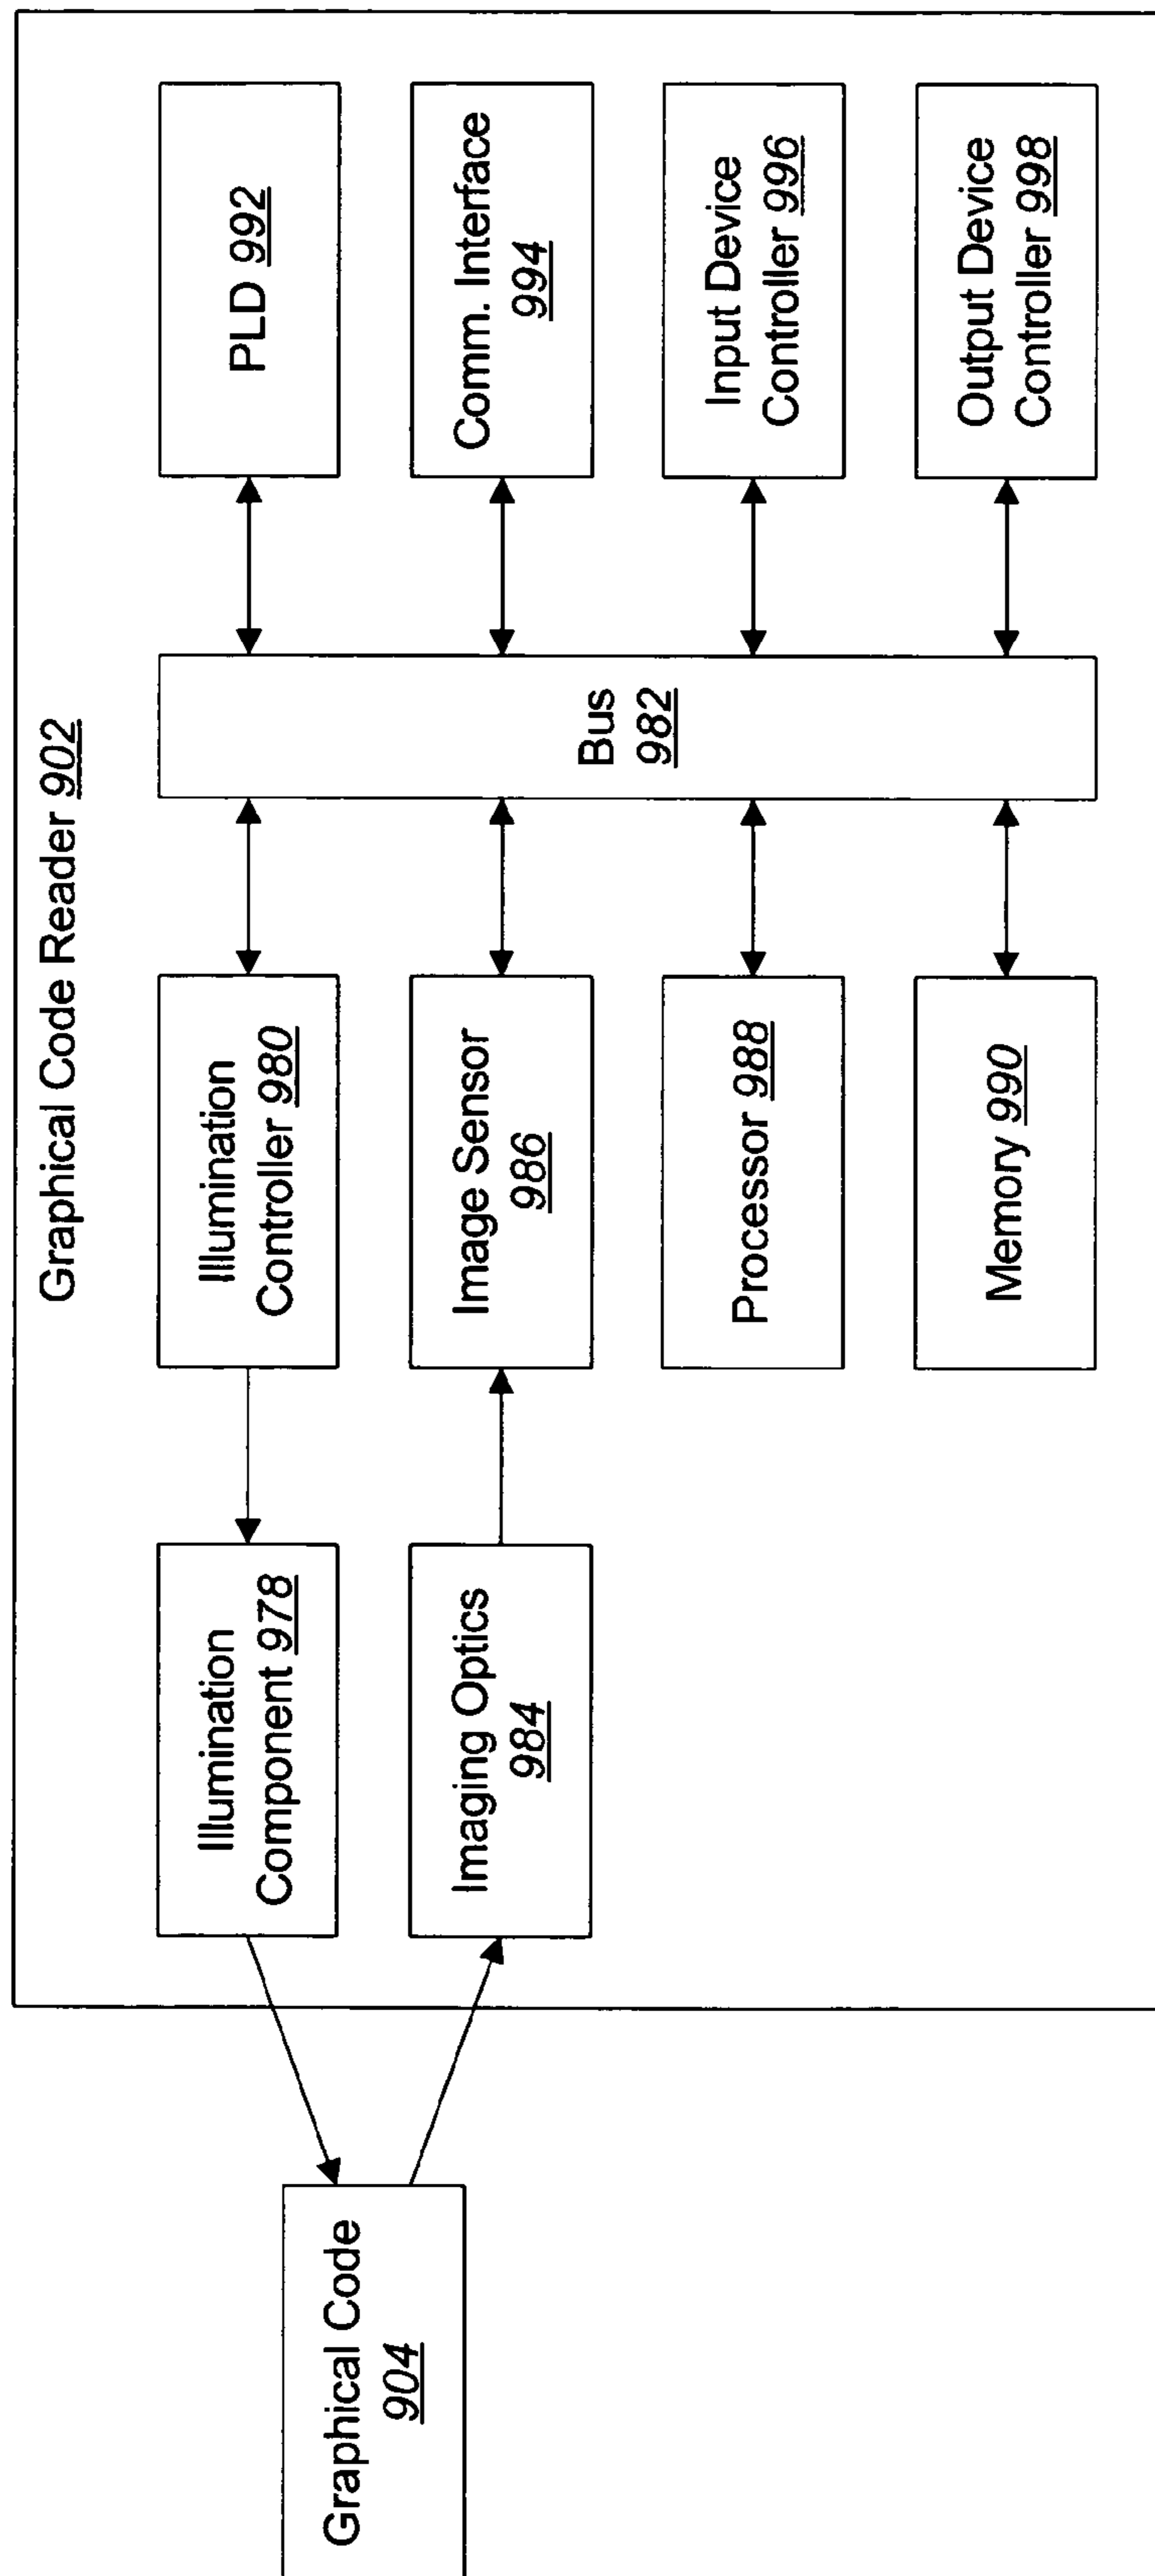 Graphical Code Reader 902
Graphical Code
904
Illumination
Component 978
Illumination
Controller 980
PLD 992
Imaging Optics
984
Image Sensor
986
Bus
982
Comm. Interface
994
Processor 988
Input Device
Controller 996
Memory 990
Output Device
Controller 998